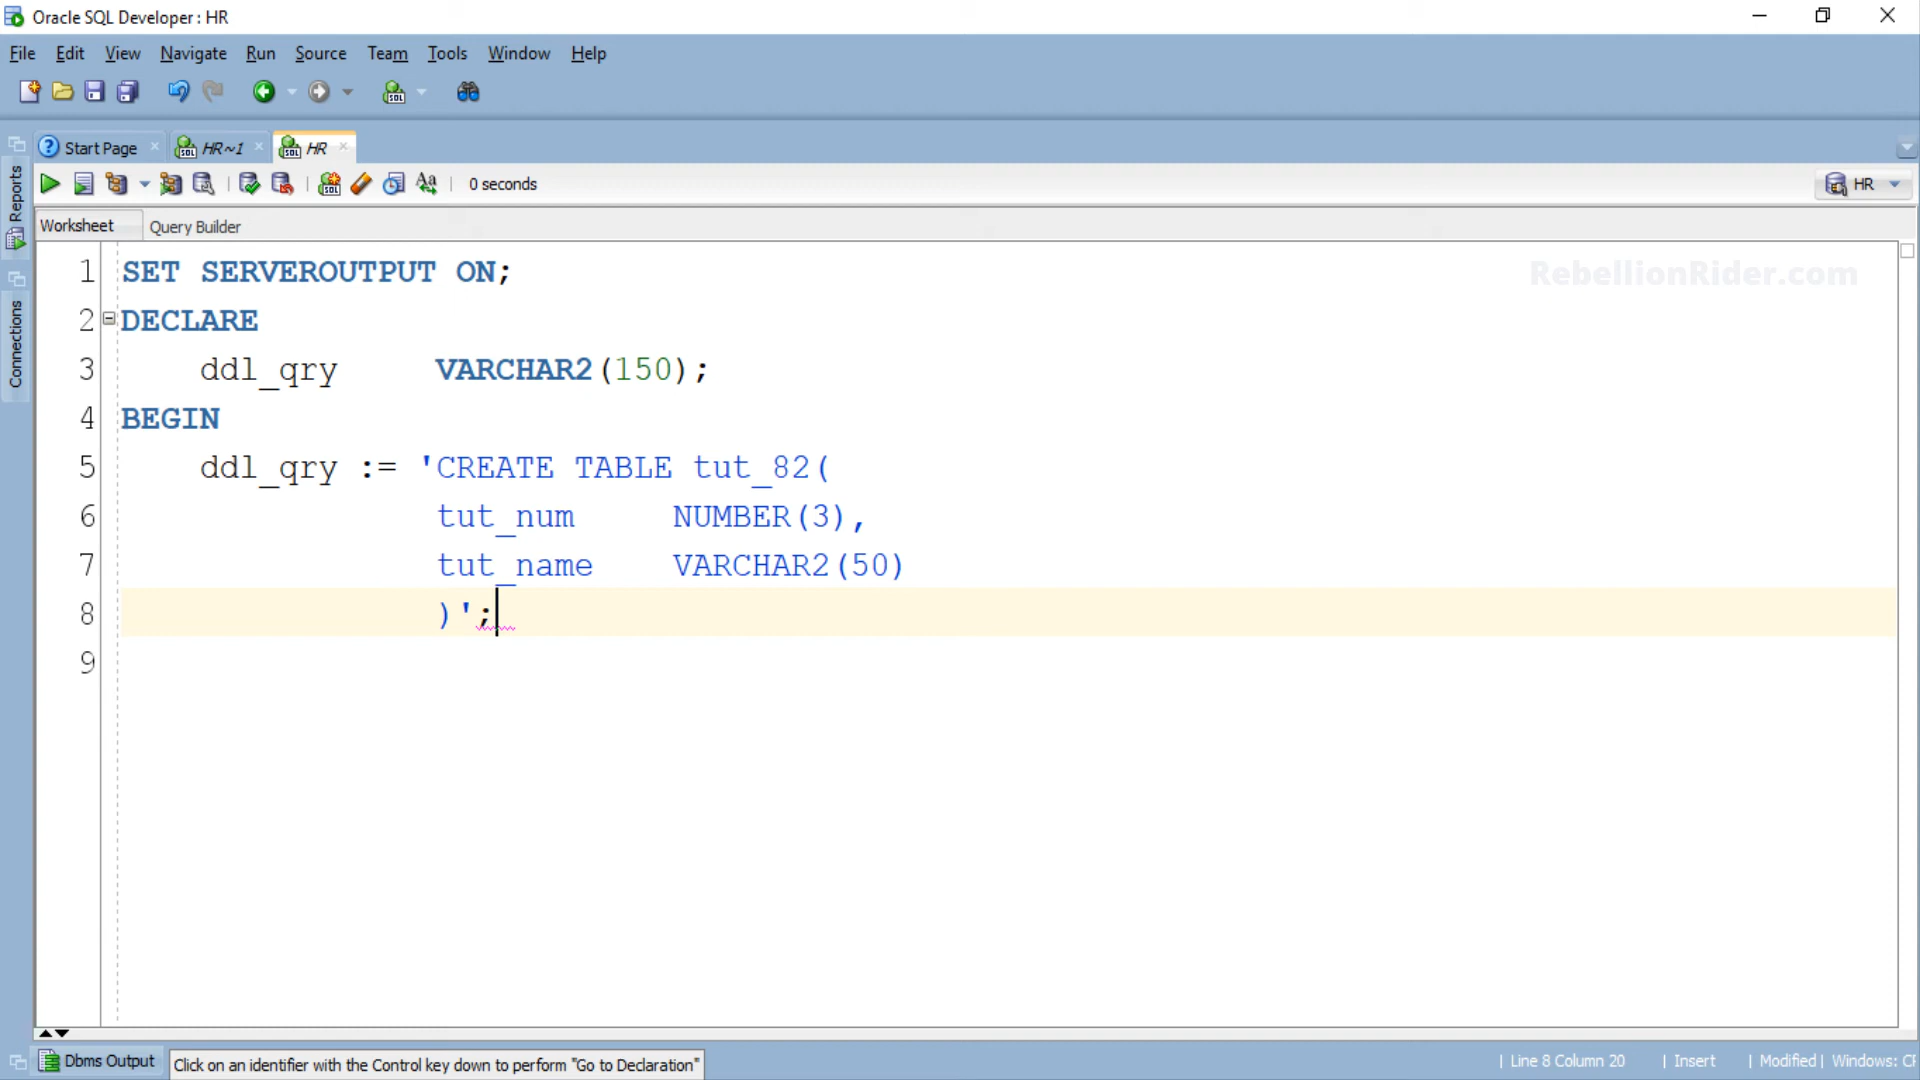 Oracle SQL Developer : HR
File Edit View Navigate Run Source Team Tools Window Help
Start Page HR~1 HR
0 seconds HR
Worksheet Query Builder
Reports
Connections
RebellionRider.com
1 SET SERVEROUTPUT ON;
2 DECLARE
3 ddl_qry VARCHAR2(150);
4 BEGIN
5 ddl_qry := 'CREATE TABLE tut_82(
6 tut_num NUMBER(3),
7 tut_name VARCHAR2(50)
8 )';
9
Dbms Output Click on an identifier with the Control key down to perform "Go to Declaration" | Line 8 Column 20 | Insert | Modified | Windows: